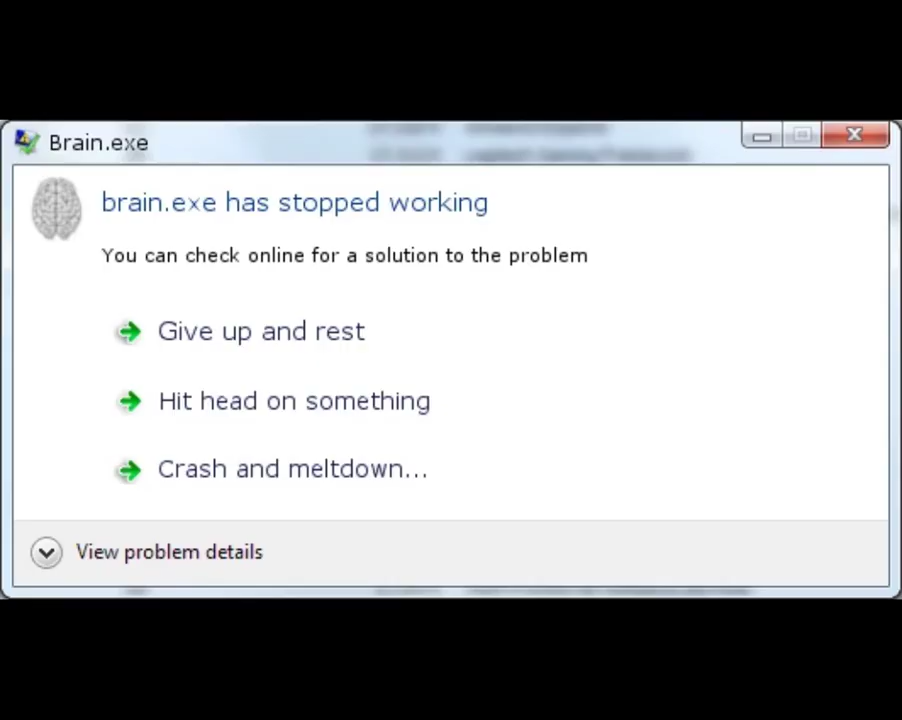 Brain.exe
brain.exe has stopped working
You can check online for a solution to the problem
Give up and rest
Hit head on something
Crash and meltdown...
View problem details